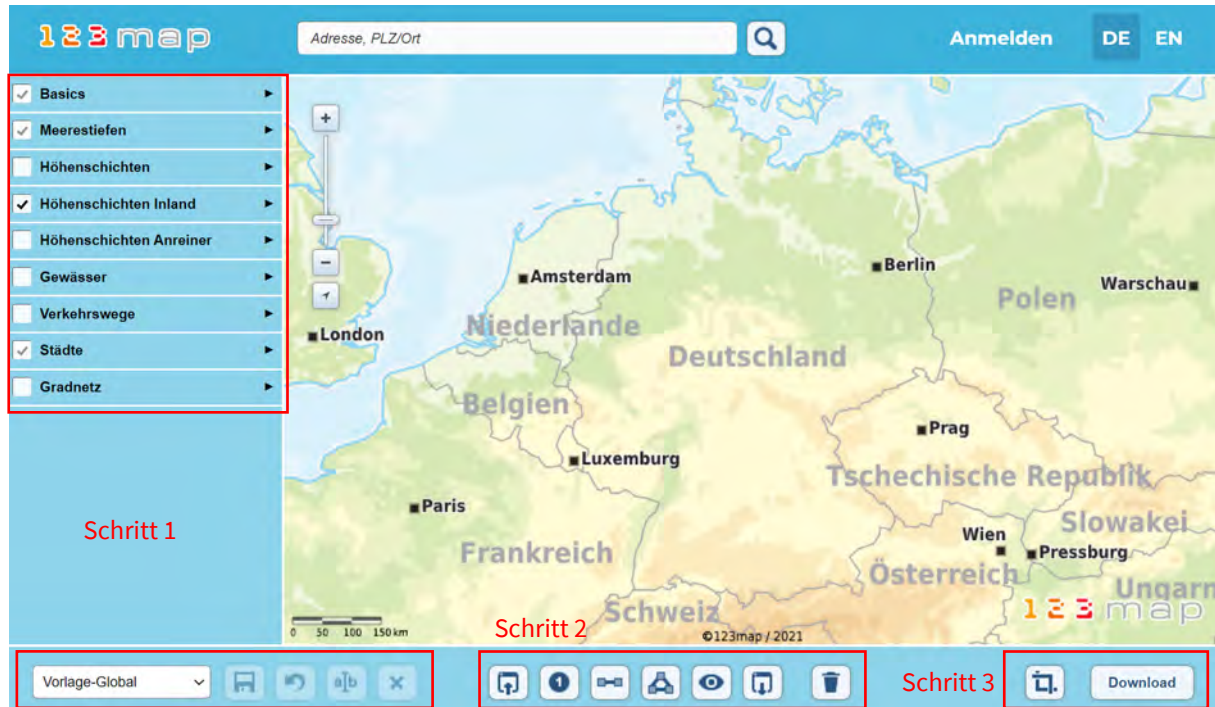 123map
Adresse, PLZ/Ort
Anmelden
DE EN
Basics
Meerestiefen
Höhenschichten
Höhenschichten Inland
Höhenschichten Anreiner
Gewässer
Verkehrswege
Städte
Gradnetz
Schritt 1
+
−
Amsterdam
Berlin
Warschau
Polen
London
Niederlande
Deutschland
Belgien
Prag
Luxemburg
Tschechische Republik
Paris
Slowakei
Wien
Pressburg
Frankreich
Österreich
Ungarn
123map
Schweiz
0 50 100 150 km
Schritt 2
©123map / 2021
Vorlage-Global
a b
1
Schritt 3
Download